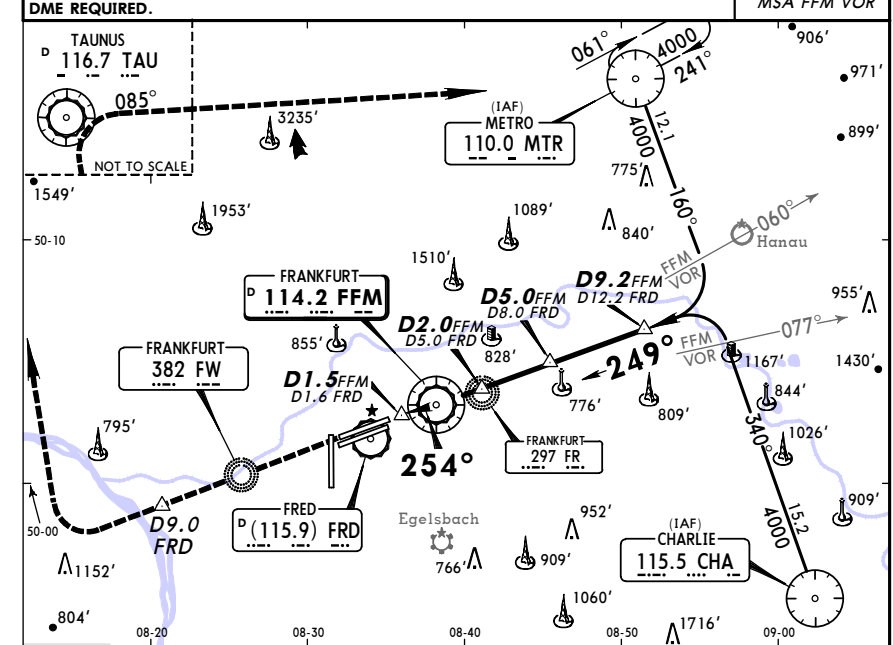 DME REQUIRED.
MSA FFM VOR
TAUNUS
D 116.7 TAU
085°
NOT TO SCALE
3235'
061°
4000
241°
906'
971'
899'
(IAF)
METRO
110.0 MTR
12.1
4000
160°
775'
840'
1549'
1953'
1089'
50-10
1510'
060°
Hanau
FFM
VOR
FRANKFURT
D 114.2 FFM
D9.2FFM
D12.2 FRD
D5.0FFM
D8.0 FRD
D2.0FFM
D5.0 FRD
955'
077°
FFM
VOR
855'
828'
249°
1167'
1430'
FRANKFURT
382 FW
D1.5FFM
D1.6 FRD
776'
809'
844'
795'
340°
1026'
254°
FRANKFURT
297 FR
FRED
D (115.9) FRD
D9.0
FRD
50-00
Egelsbach
952'
909'
15.2
4000
(IAF)
CHARLIE
115.5 CHA
1152'
766'
909'
804'
1060'
1716'
08-20
08-30
08-40
08-50
09-00